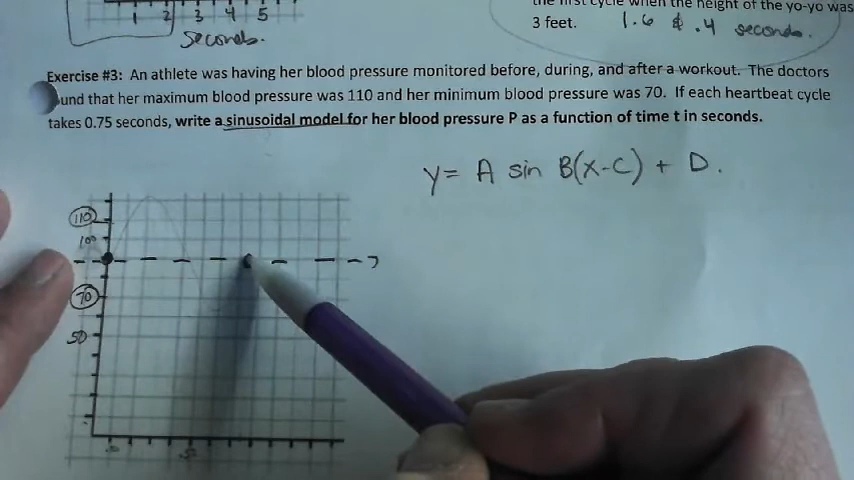 1 2 3 4 5
Seconds.
the first cycle when the height of the yo-yo was
3 feet. 1.6 & .4 seconds.
Exercise #3: An athlete was having her blood pressure monitored before, during, and after a workout. The doctors
und that her maximum blood pressure was 110 and her minimum blood pressure was 70. If each heartbeat cycle
takes 0.75 seconds, write a sinusoidal model for her blood pressure P as a function of time t in seconds.
y= A sin B(x-C) + D.
110
100
70
50